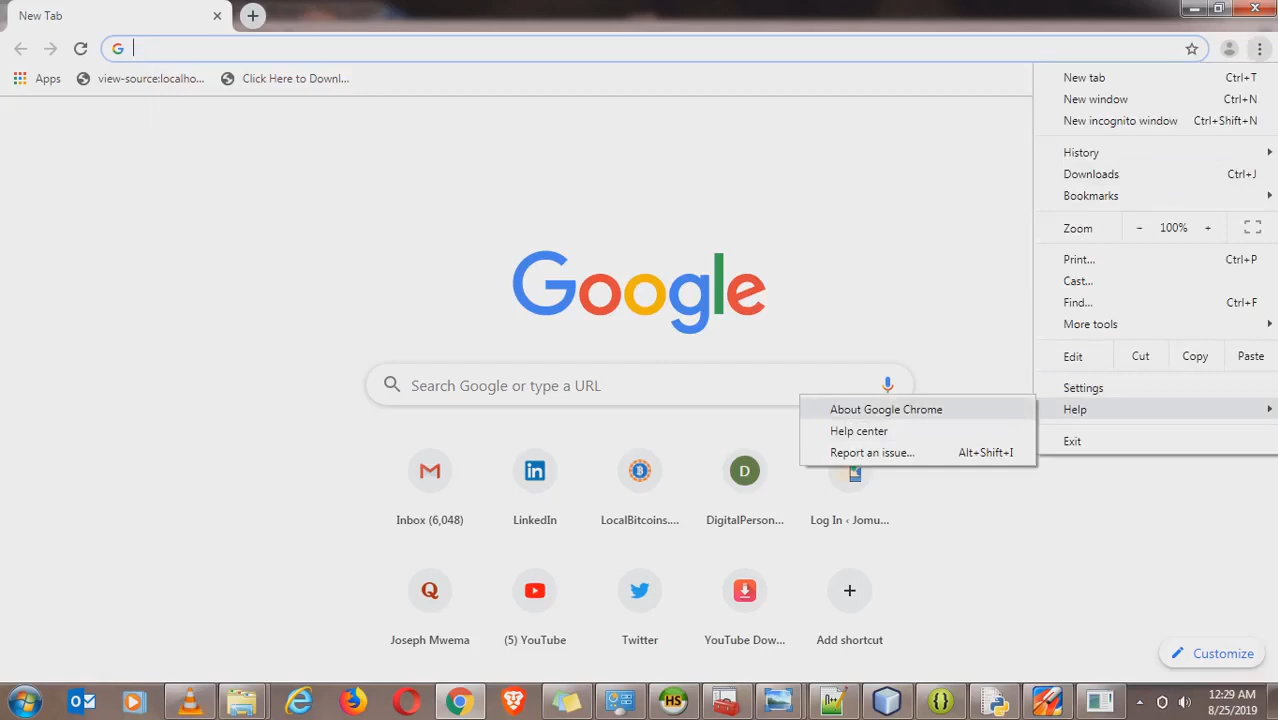 New Tab
Apps
view-source:localho...
Click Here to Downl...
New tab Ctrl+T
New window Ctrl+N
New incognito window Ctrl+Shift+N
History
Downloads Ctrl+J
Bookmarks
Zoom - 100% +
Print... Ctrl+P
Cast...
Find... Ctrl+F
More tools
Edit Cut Copy Paste
Settings
Help
Exit
About Google Chrome
Help center
Report an issue... Alt+Shift+I
Google
Search Google or type a URL
Inbox (6,048)
LinkedIn
LocalBitcoins....
D
DigitalPerson...
Log In ‹ Jomu...
Q
Joseph Mwema
(5) YouTube
Twitter
YouTube Dow...
Add shortcut
Customize
HS
12:29 AM
8/25/2019